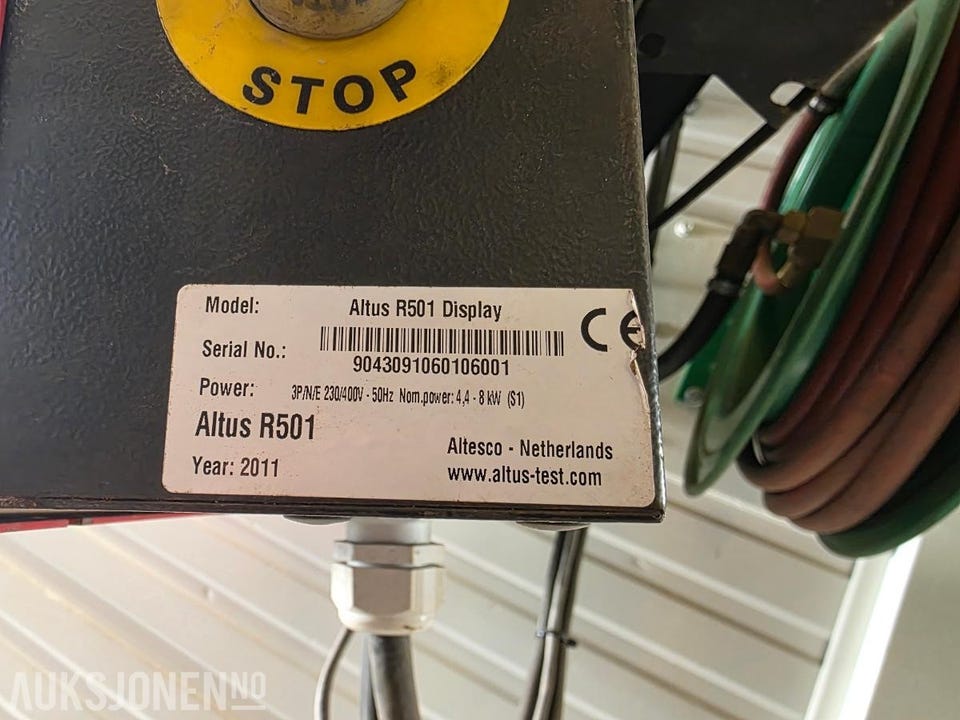 STOP
Model: Altus R501 Display
CE
Serial No.: 9043091060106001
Power: 3P/N/E 230/400V - 50Hz Nom.power: 4,4 - 8 kW (S1)
Altus R501
Altesco - Netherlands
Year: 2011
www.altus-test.com
AUKSJONEN NO